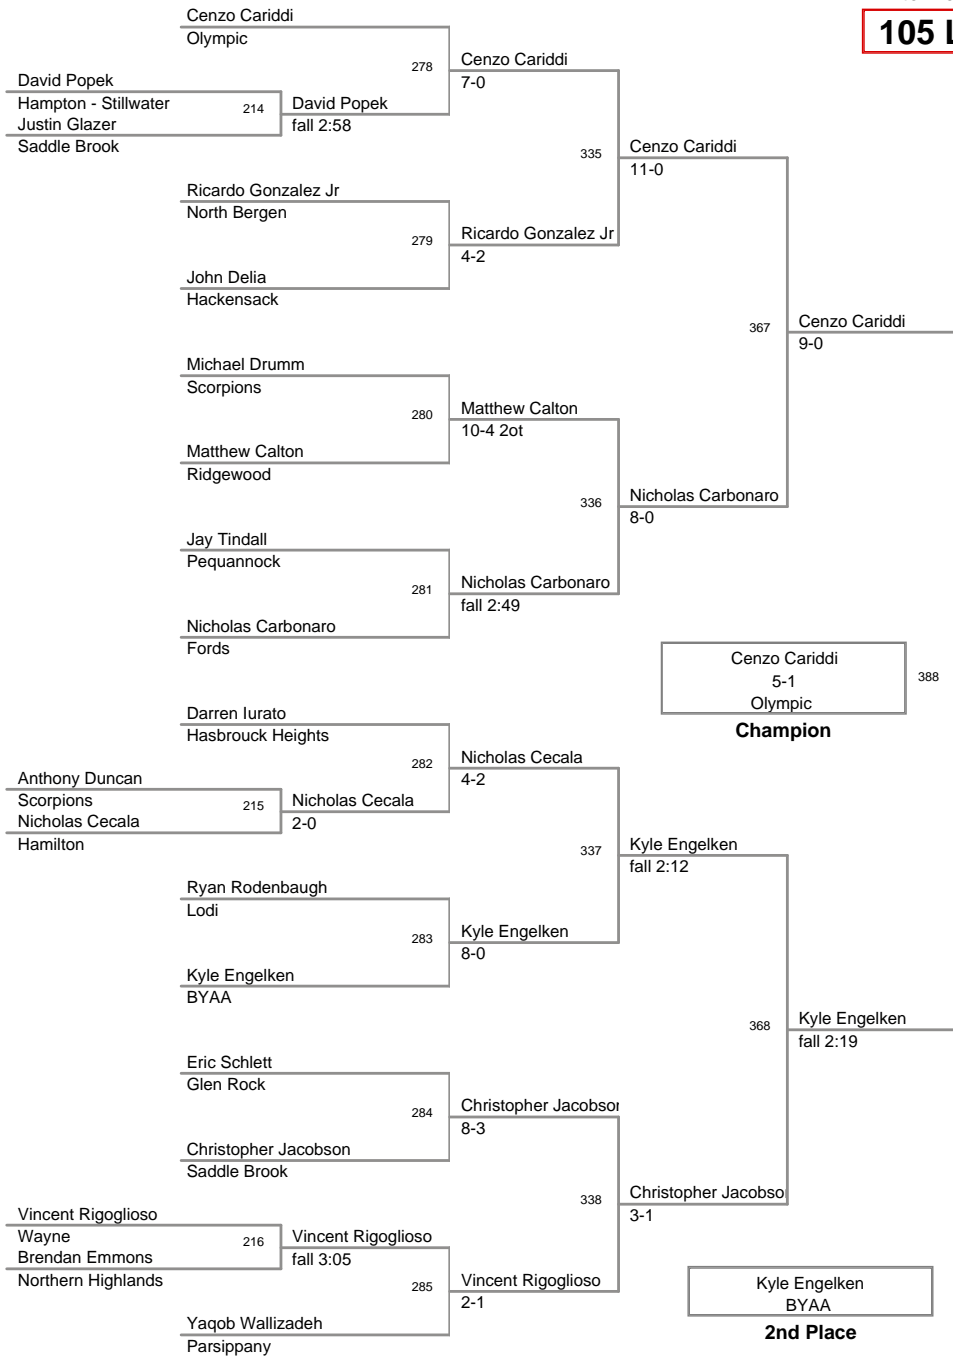 105 L
Cenzo Cariddi
Olympic
278
Cenzo Cariddi
7-0
David Popek
Hampton - Stillwater
214
David Popek
fall 2:58
Justin Glazer
Saddle Brook
335
Cenzo Cariddi
11-0
Ricardo Gonzalez Jr
North Bergen
279
Ricardo Gonzalez Jr
4-2
John Delia
Hackensack
367
Cenzo Cariddi
9-0
Michael Drumm
Scorpions
280
Matthew Calton
10-4 2ot
Matthew Calton
Ridgewood
336
Nicholas Carbonaro
8-0
Jay Tindall
Pequannock
281
Nicholas Carbonaro
fall 2:49
Nicholas Carbonaro
Fords
Cenzo Cariddi
5-1
Olympic
388
Champion
Darren Iurato
Hasbrouck Heights
282
Nicholas Cecala
4-2
Anthony Duncan
Scorpions
215
Nicholas Cecala
2-0
Nicholas Cecala
Hamilton
337
Kyle Engelken
fall 2:12
Ryan Rodenbaugh
Lodi
283
Kyle Engelken
8-0
Kyle Engelken
BYAA
368
Kyle Engelken
fall 2:19
Eric Schlett
Glen Rock
284
Christopher Jacobson
8-3
Christopher Jacobson
Saddle Brook
338
Christopher Jacobso
3-1
Vincent Rigoglioso
Wayne
216
Vincent Rigoglioso
fall 3:05
Brendan Emmons
Northern Highlands
285
Vincent Rigoglioso
2-1
Yaqob Wallizadeh
Parsippany
Kyle Engelken
BYAA
2nd Place